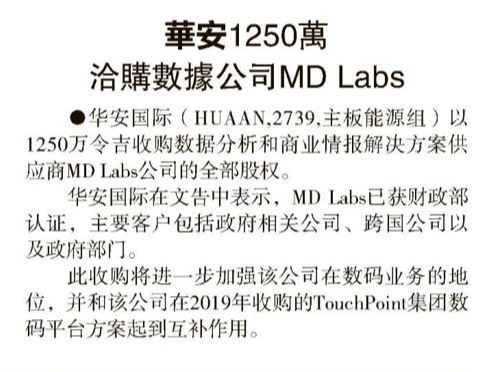 華安1250萬
洽購數據公司MD Labs
●华安国际（HUAAN,2739,主板能源组）以
1250万令吉收购数据分析和商业情报解决方案供
应商MD Labs公司的全部股权。
华安国际在文告中表示，MD Labs已获财政部
认证，主要客户包括政府相关公司、跨国公司以
及政府部门。
此收购将进一步加强该公司在数码业务的地
位，并和该公司在2019年收购的TouchPoint集团数
码平台方案起到互补作用。